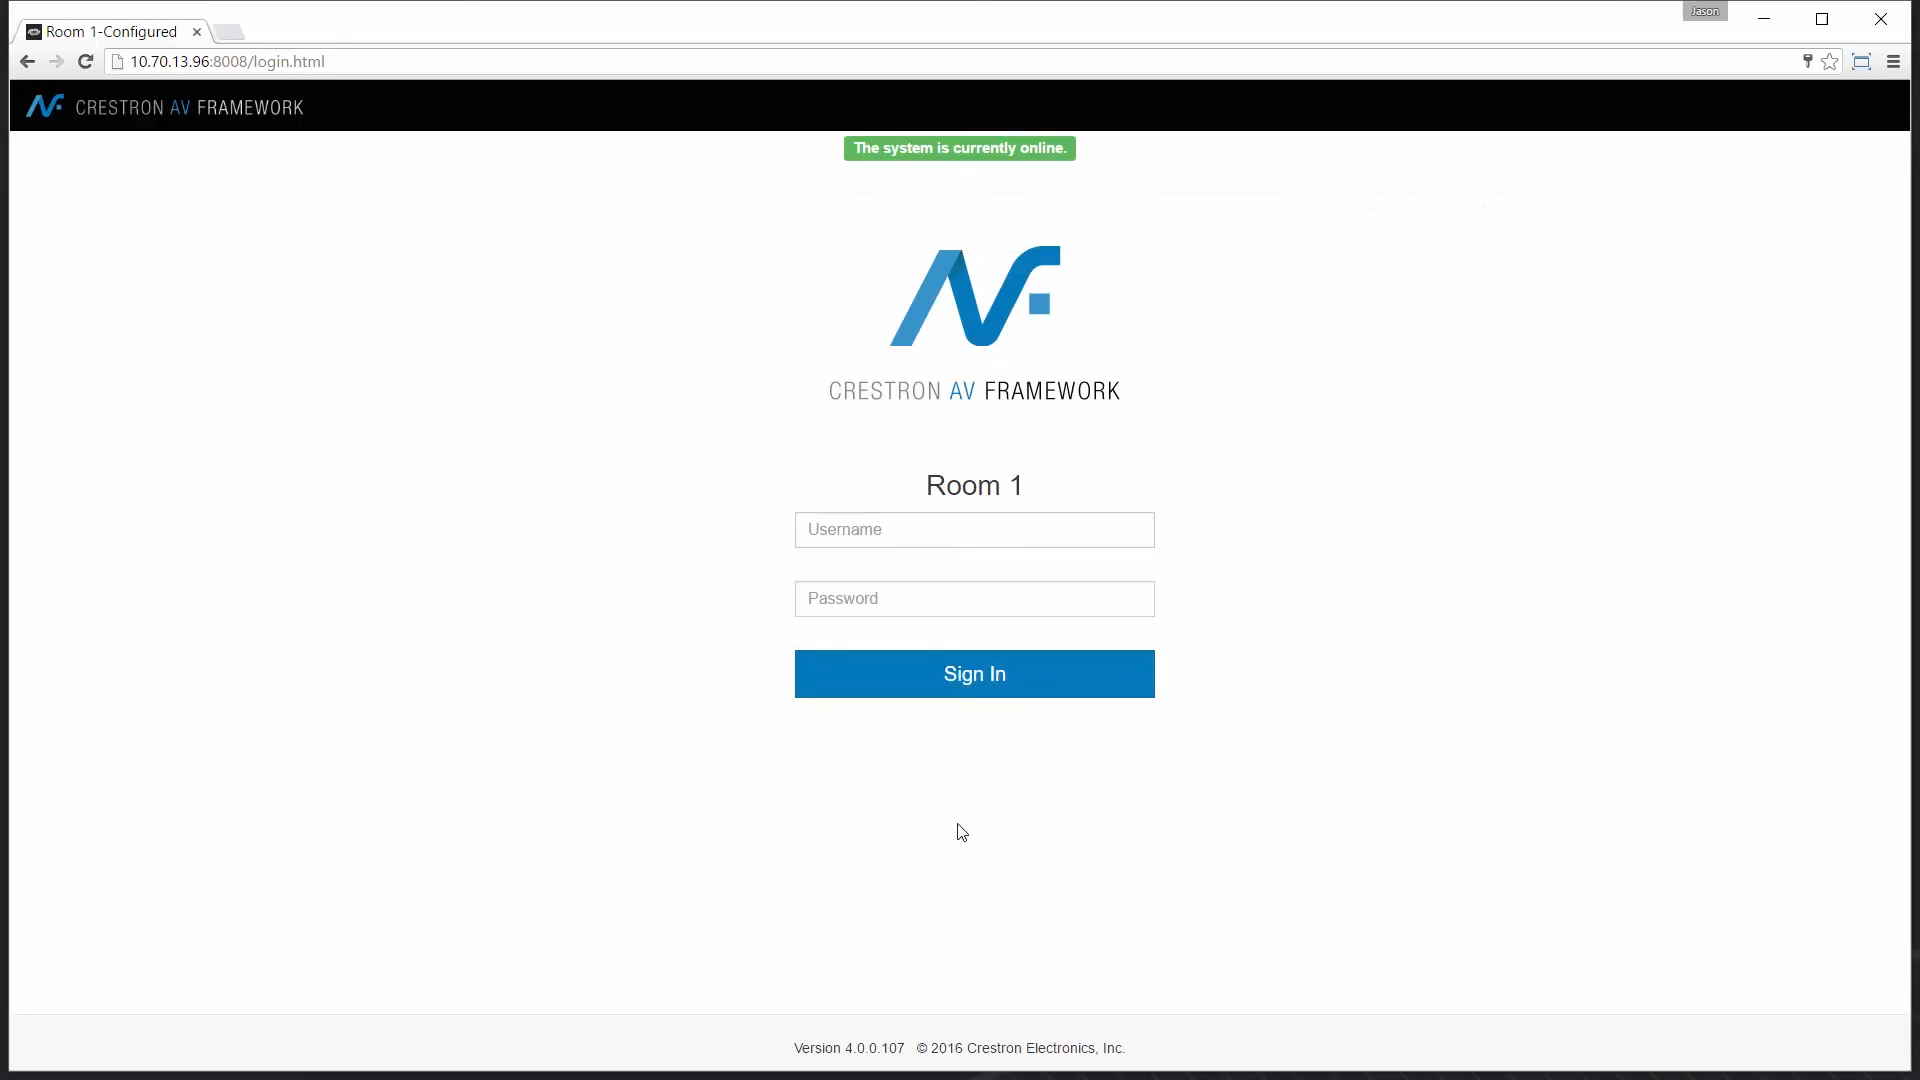 Jason
Room 1-Configured
10.70.13.96:8008/login.html
CRESTRON AV FRAMEWORK
The system is currently online.
CRESTRON AV FRAMEWORK
Room 1
Username
Password
Sign In
Version 4.0.0.107 © 2016 Crestron Electronics, Inc.